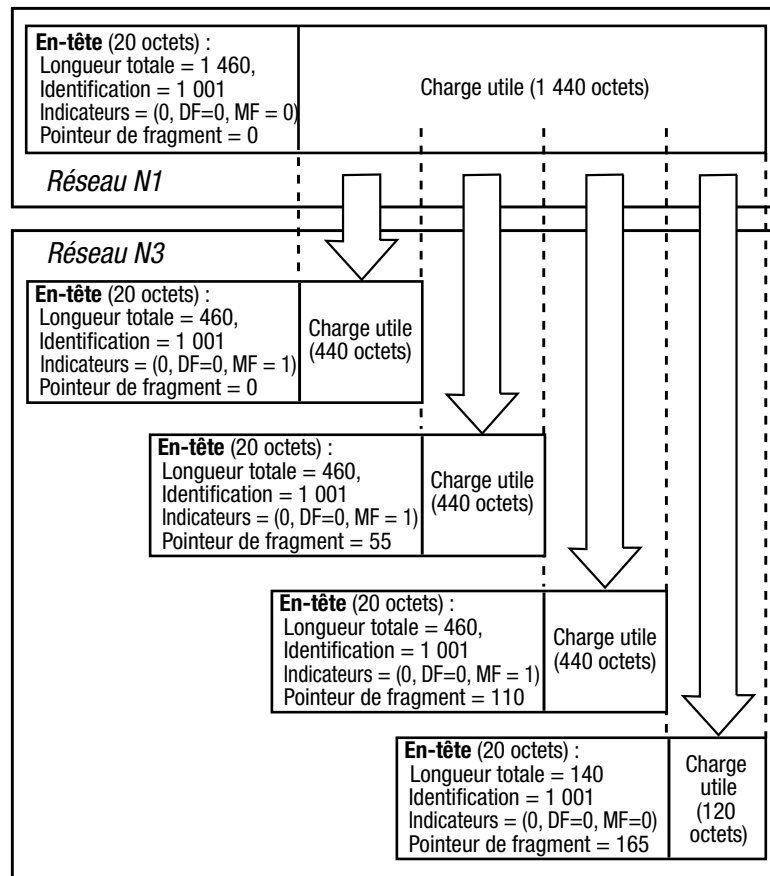 En-tête (20 octets) :
Longueur totale = 1 460,
Identification = 1 001
Indicateurs = (0, DF=0, MF = 0)
Pointeur de fragment = 0
Charge utile (1 440 octets)
Réseau N1
Réseau N3
En-tête (20 octets) :
Longueur totale = 460,
Identification = 1 001
Indicateurs = (0, DF=0, MF = 1)
Pointeur de fragment = 0
Charge utile
(440 octets)
En-tête (20 octets) :
Longueur totale = 460,
Identification = 1 001
Indicateurs = (0, DF=0, MF = 1)
Pointeur de fragment = 55
Charge utile
(440 octets)
En-tête (20 octets) :
Longueur totale = 460,
Identification = 1 001
Indicateurs = (0, DF=0, MF = 1)
Pointeur de fragment = 110
Charge utile
(440 octets)
En-tête (20 octets) :
Longueur totale = 140
Identification = 1 001
Indicateurs = (0, DF=0, MF=0)
Pointeur de fragment = 165
Charge
utile
(120
octets)